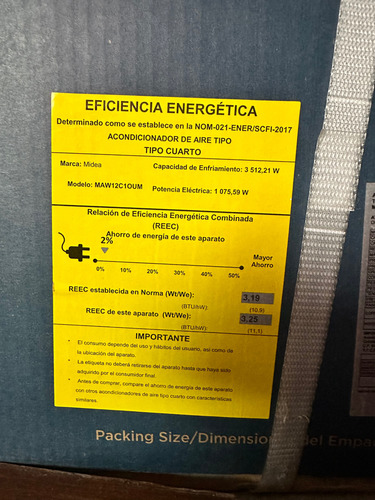 EFICIENCIA ENERGÉTICA
Determinado como se establece en la NOM-021-ENER/SCFI-2017
ACONDICIONADOR DE AIRE TIPO
TIPO CUARTO
Marca: Midea
Capacidad de Enfriamiento: 3 512,21 W
Modelo: MAW12C1OUM
Potencia Eléctrica: 1 075,59 W
Relación de Eficiencia Energética Combinada
(REEC)
Ahorro de energía de este aparato
2%
Mayor
Ahorro
0% 10% 20% 30% 40% 50%
REEC establecida en Norma (Wt/We): 3,19
(BTU/hW): (10,9)
REEC de este aparato (Wt/We): 3,25
(BTU/hW): (11,1)
IMPORTANTE
• El consumo depende del uso y hábitos del usuario, así como de
la ubicación del aparato.
• La etiqueta no deberá retirarse del aparato hasta que haya sido
adquirido por el consumidor final.
• Antes de comprar, compare el ahorro de energía de este aparato
con otros acondicionadores de aire tipo cuarto con características
similares.
Packing Size/Dimension del Empa